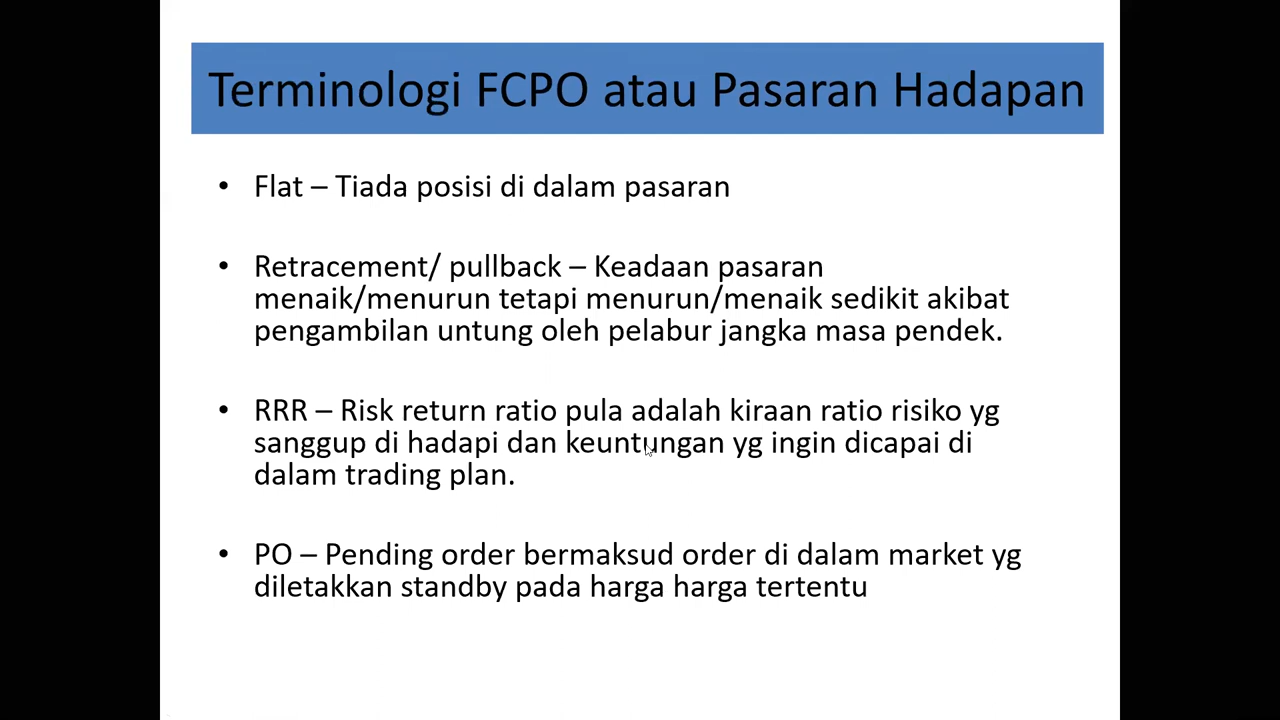 Terminologi FCPO atau Pasaran Hadapan
• Flat – Tiada posisi di dalam pasaran
• Retracement/ pullback – Keadaan pasaran
menaik/menurun tetapi menurun/menaik sedikit akibat
pengambilan untung oleh pelabur jangka masa pendek.
• RRR – Risk return ratio pula adalah kiraan ratio risiko yg
sanggup di hadapi dan keuntungan yg ingin dicapai di
dalam trading plan.
• PO – Pending order bermaksud order di dalam market yg
diletakkan standby pada harga harga tertentu